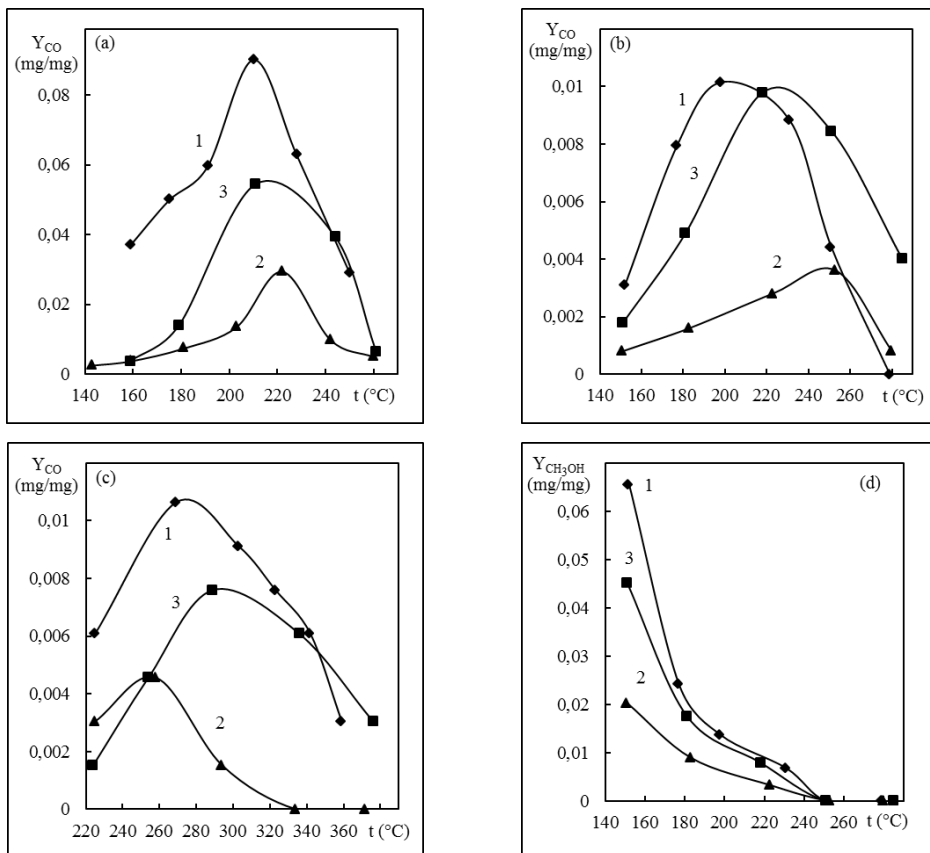 Y_CO
(mg/mg)
(a)
0,08
0,06
0,04
0,02
0
1
3
2
140 160 180 200 220 240 t (°C)
Y_CO
(mg/mg)
(b)
0,01
0,008
0,006
0,004
0,002
0
1
3
2
140 160 180 200 220 240 260 t (°C)
Y_CO
(mg/mg)
(c)
0,01
0,008
0,006
0,004
0,002
0
1
3
2
220 260 300 320 340 360 t (°C)
Y_CH₃OH
(mg/mg)
(d)
0,06
0,05
0,04
0,03
0,02
0,01
0
1
3
2
140 160 180 200 220 240 260 t (°C)